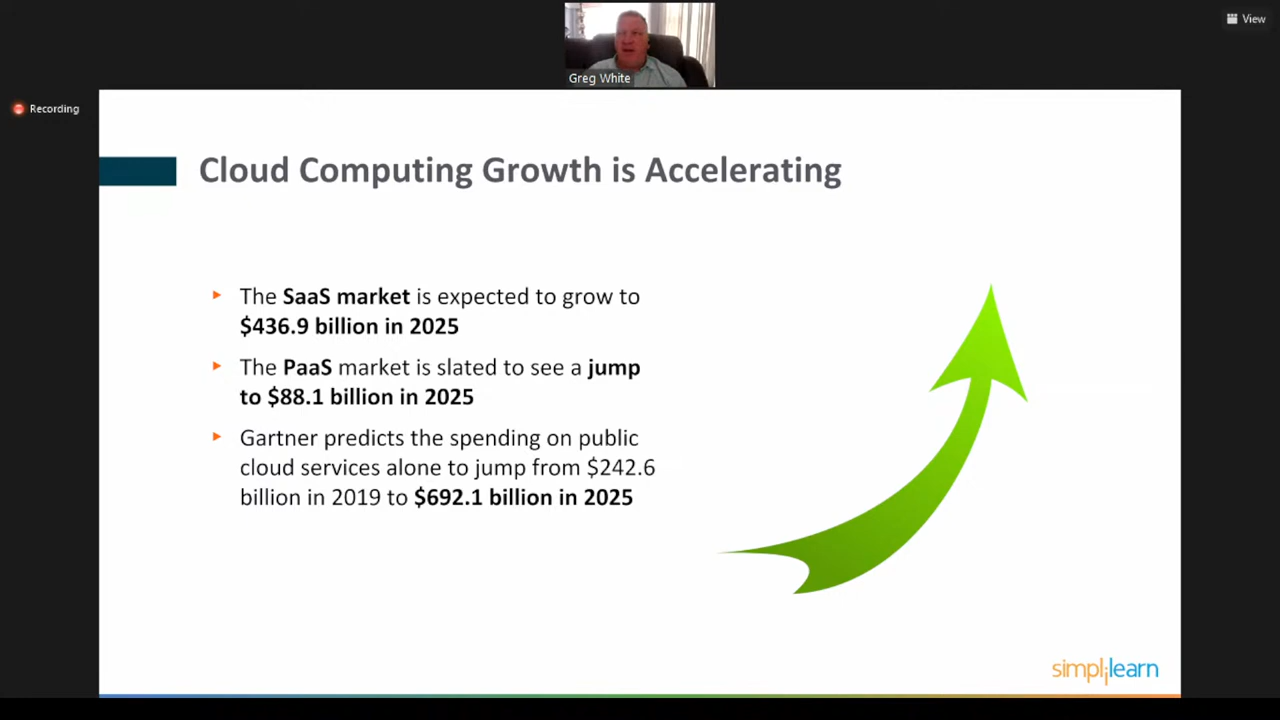 View
Greg White
Recording
Cloud Computing Growth is Accelerating
The SaaS market is expected to grow to
$436.9 billion in 2025
The PaaS market is slated to see a jump
to $88.1 billion in 2025
Gartner predicts the spending on public
cloud services alone to jump from $242.6
billion in 2019 to $692.1 billion in 2025
simplilearn